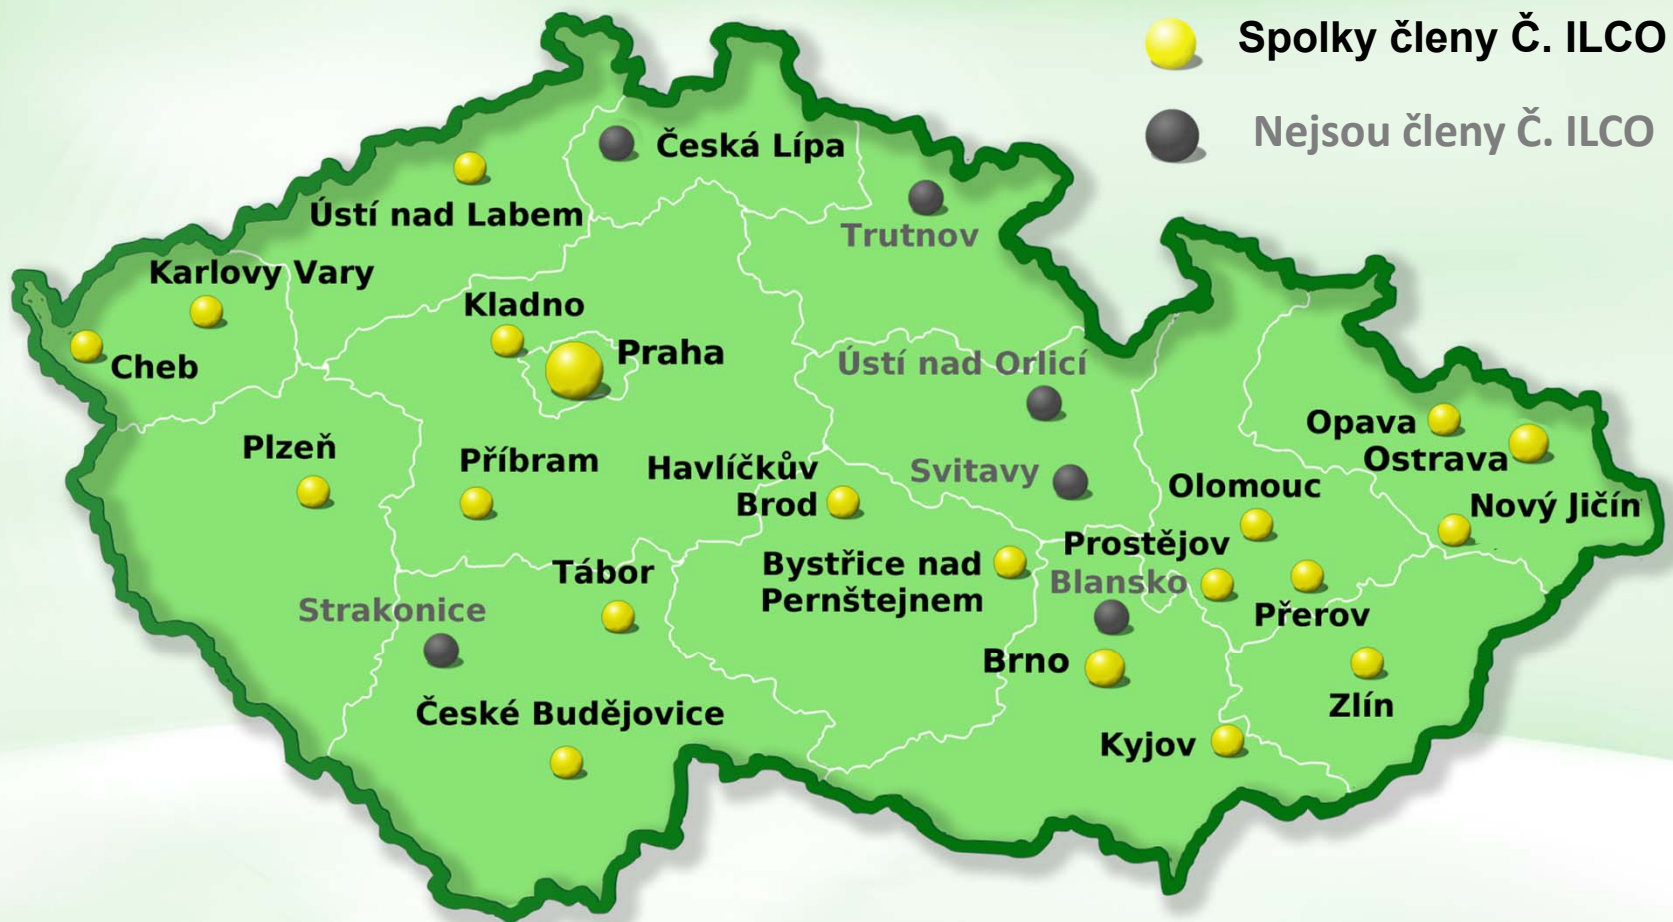 Spolky členy Č. ILCO
Nejsou členy Č. ILCO
Česká Lípa
Ústí nad Labem
Trutnov
Karlovy Vary
Kladno
Praha
Cheb
Ústí nad Orlicí
Opava
Ostrava
Plzeň
Příbram
Havlíčkův
Brod
Svitavy
Olomouc
Nový Jičín
Prostějov
Tábor
Bystřice nad
Pernštejnem
Blansko
Strakonice
Přerov
Brno
Zlín
České Budějovice
Kyjov